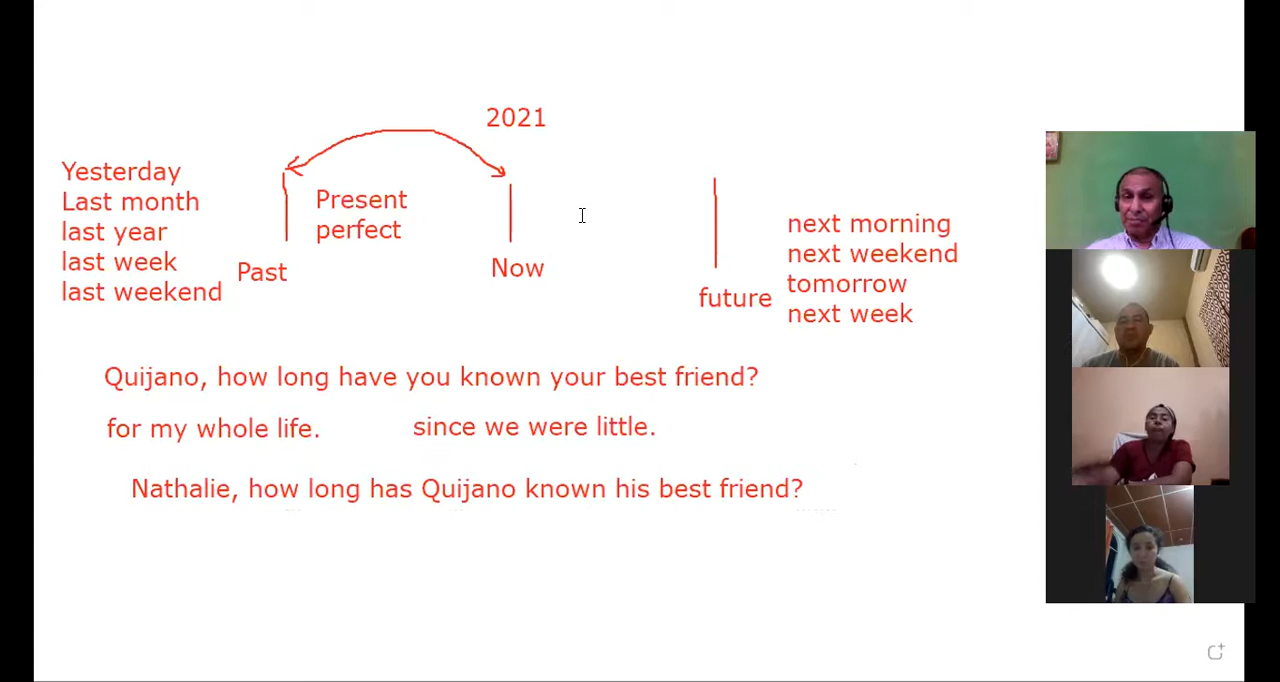 2021
Yesterday
Last month
last year
last week
last weekend
Past
Present
perfect
Now
future
next morning
next weekend
tomorrow
next week
Quijano, how long have you known your best friend?
for my whole life.
since we were little.
Nathalie, how long has Quijano known his best friend?